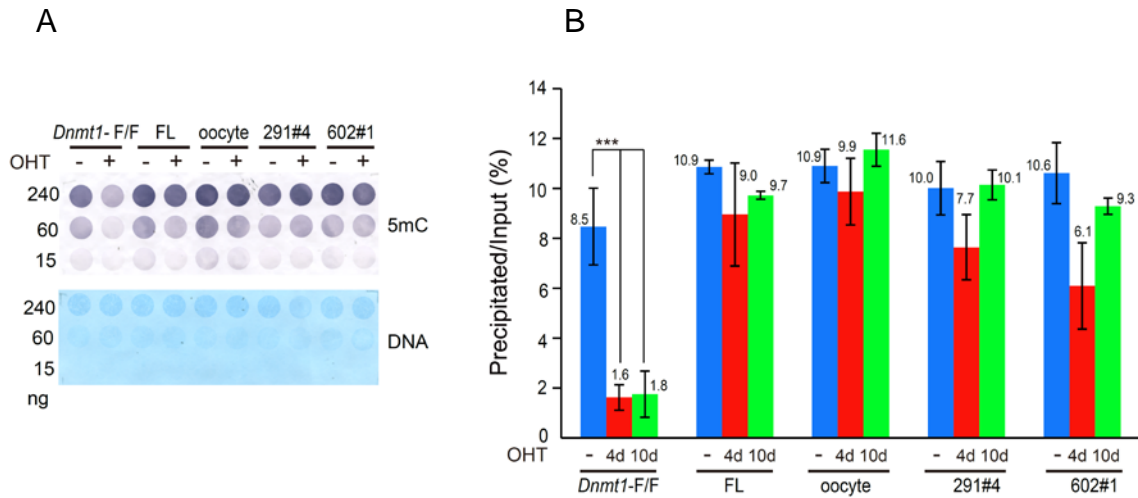 A
B
Dnmt1- F/F FL oocyte 291#4 602#1
OHT - + - + - + - + - +
240
60
15
5mC
240
60
15
ng
DNA
Precipitated/Input (%)
14
12
10
8
6
4
2
0
***
8.5 1.6 1.8
10.9 9.0 9.7
10.9 9.9 11.6
10.0 7.7 10.1
10.6 6.1 9.3
OHT - 4d 10d - 4d 10d - 4d 10d - 4d 10d - 4d 10d
Dnmt1-F/F FL oocyte 291#4 602#1